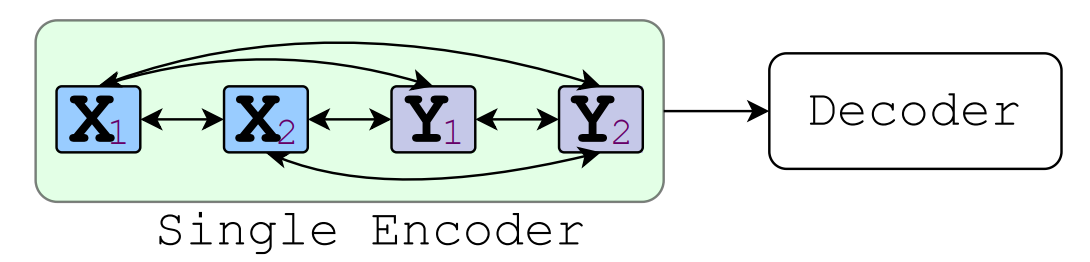 X1 X2 Y1 Y2
Decoder
Single Encoder